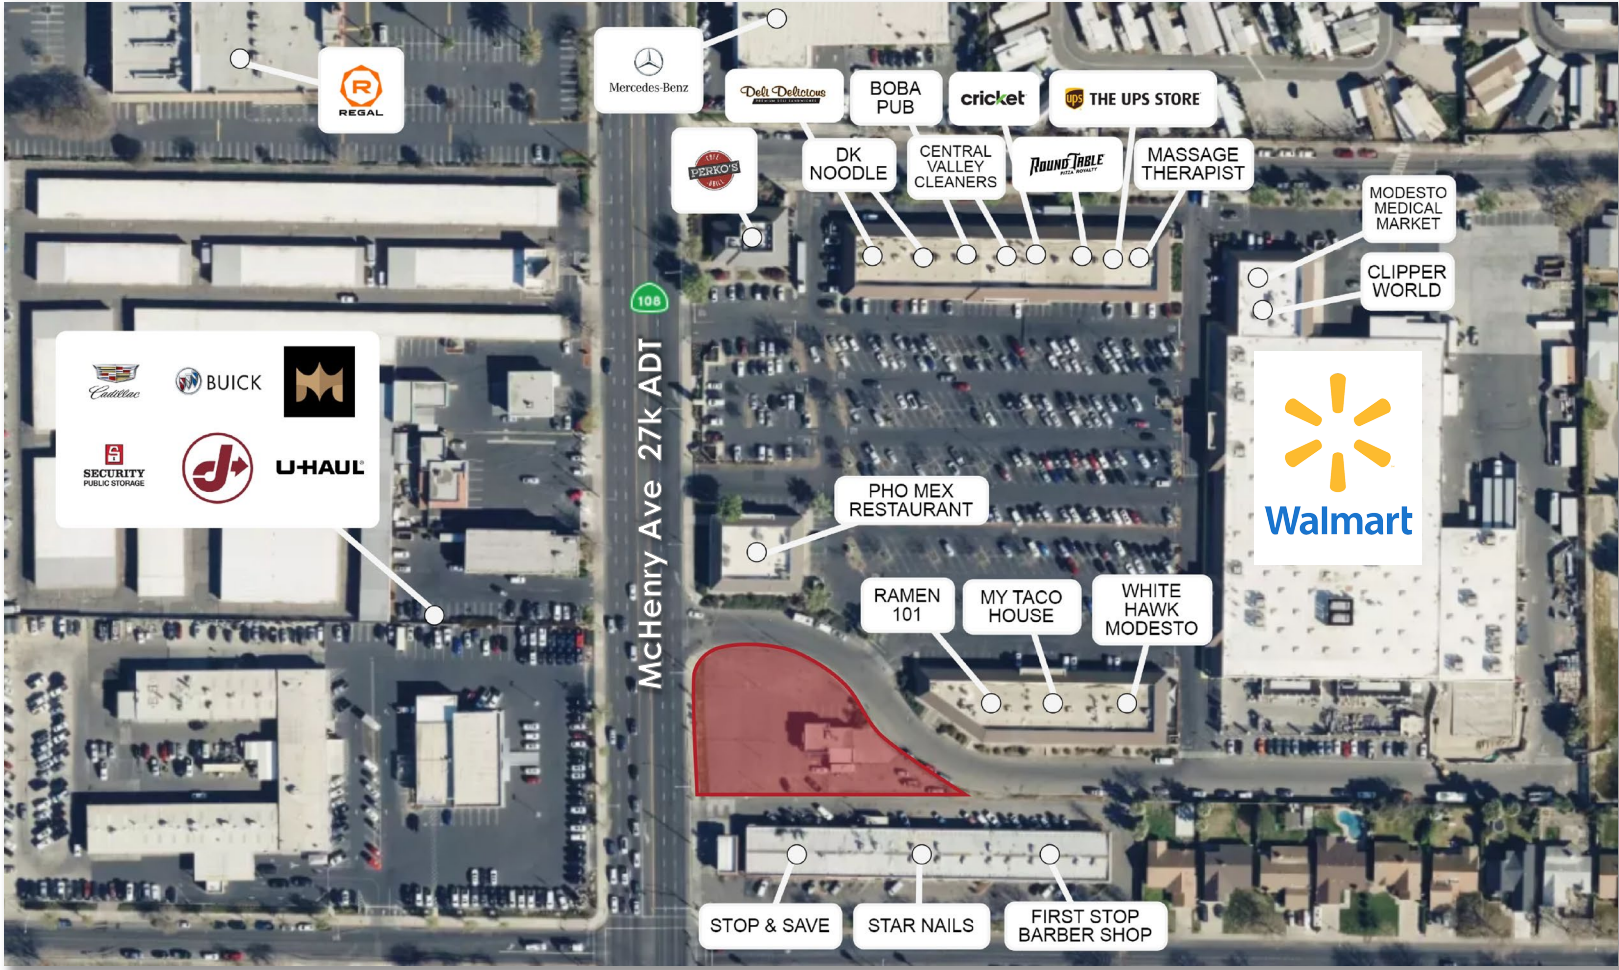 REGAL
Mercedes-Benz
Deli Delicious
BOBA
PUB
cricket
ups THE UPS STORE
PERKO'S
DK
NOODLE
CENTRAL
VALLEY
CLEANERS
ROUND TABLE
PIZZA ROYALTY
MASSAGE
THERAPIST
MODESTO
MEDICAL
MARKET
CLIPPER
WORLD
108
McHenry Ave 27k ADT
Cadillac
BUICK
SECURITY
PUBLIC STORAGE
U-HAUL
Walmart
PHO MEX
RESTAURANT
RAMEN
101
MY TACO
HOUSE
WHITE
HAWK
MODESTO
STOP & SAVE
STAR NAILS
FIRST STOP
BARBER SHOP